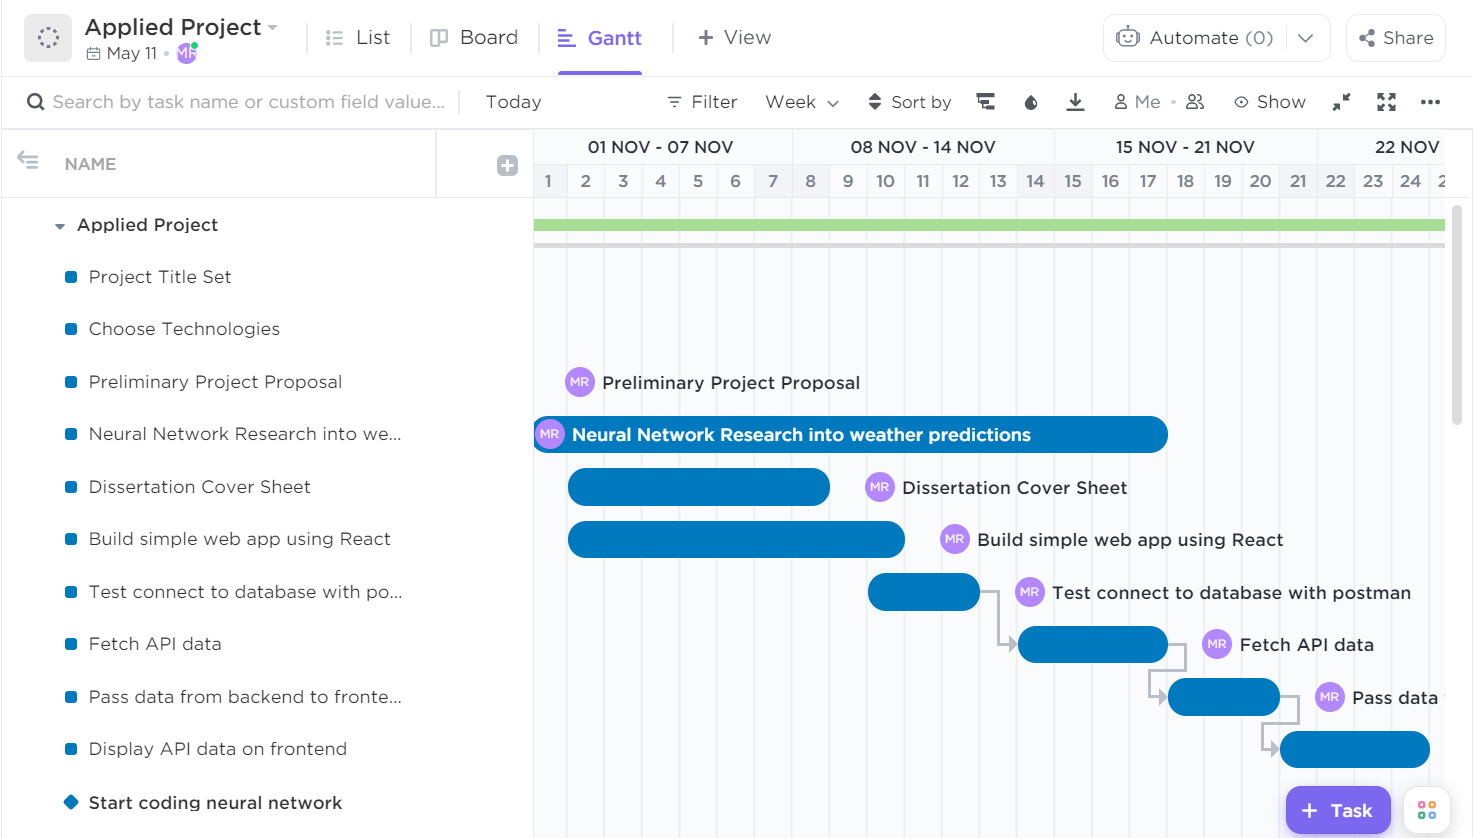 Applied Project
May 11
MR
List
Board
Gantt
+ View
Automate (0)
Share
Search by task name or custom field value...
Today
Filter
Week
Sort by
Me
Show
NAME
01 NOV - 07 NOV 08 NOV - 14 NOV 15 NOV - 21 NOV 22 NOV
1 2 3 4 5 6 7 8 9 10 11 12 13 14 15 16 17 18 19 20 21 22 23 24 2
Applied Project
Project Title Set
Choose Technologies
Preliminary Project Proposal
MR Preliminary Project Proposal
Neural Network Research into we...
MR Neural Network Research into weather predictions
Dissertation Cover Sheet
MR Dissertation Cover Sheet
Build simple web app using React
MR Build simple web app using React
Test connect to database with po...
MR Test connect to database with postman
Fetch API data
MR Fetch API data
Pass data from backend to fronte...
MR Pass data
Display API data on frontend
Start coding neural network
+ Task